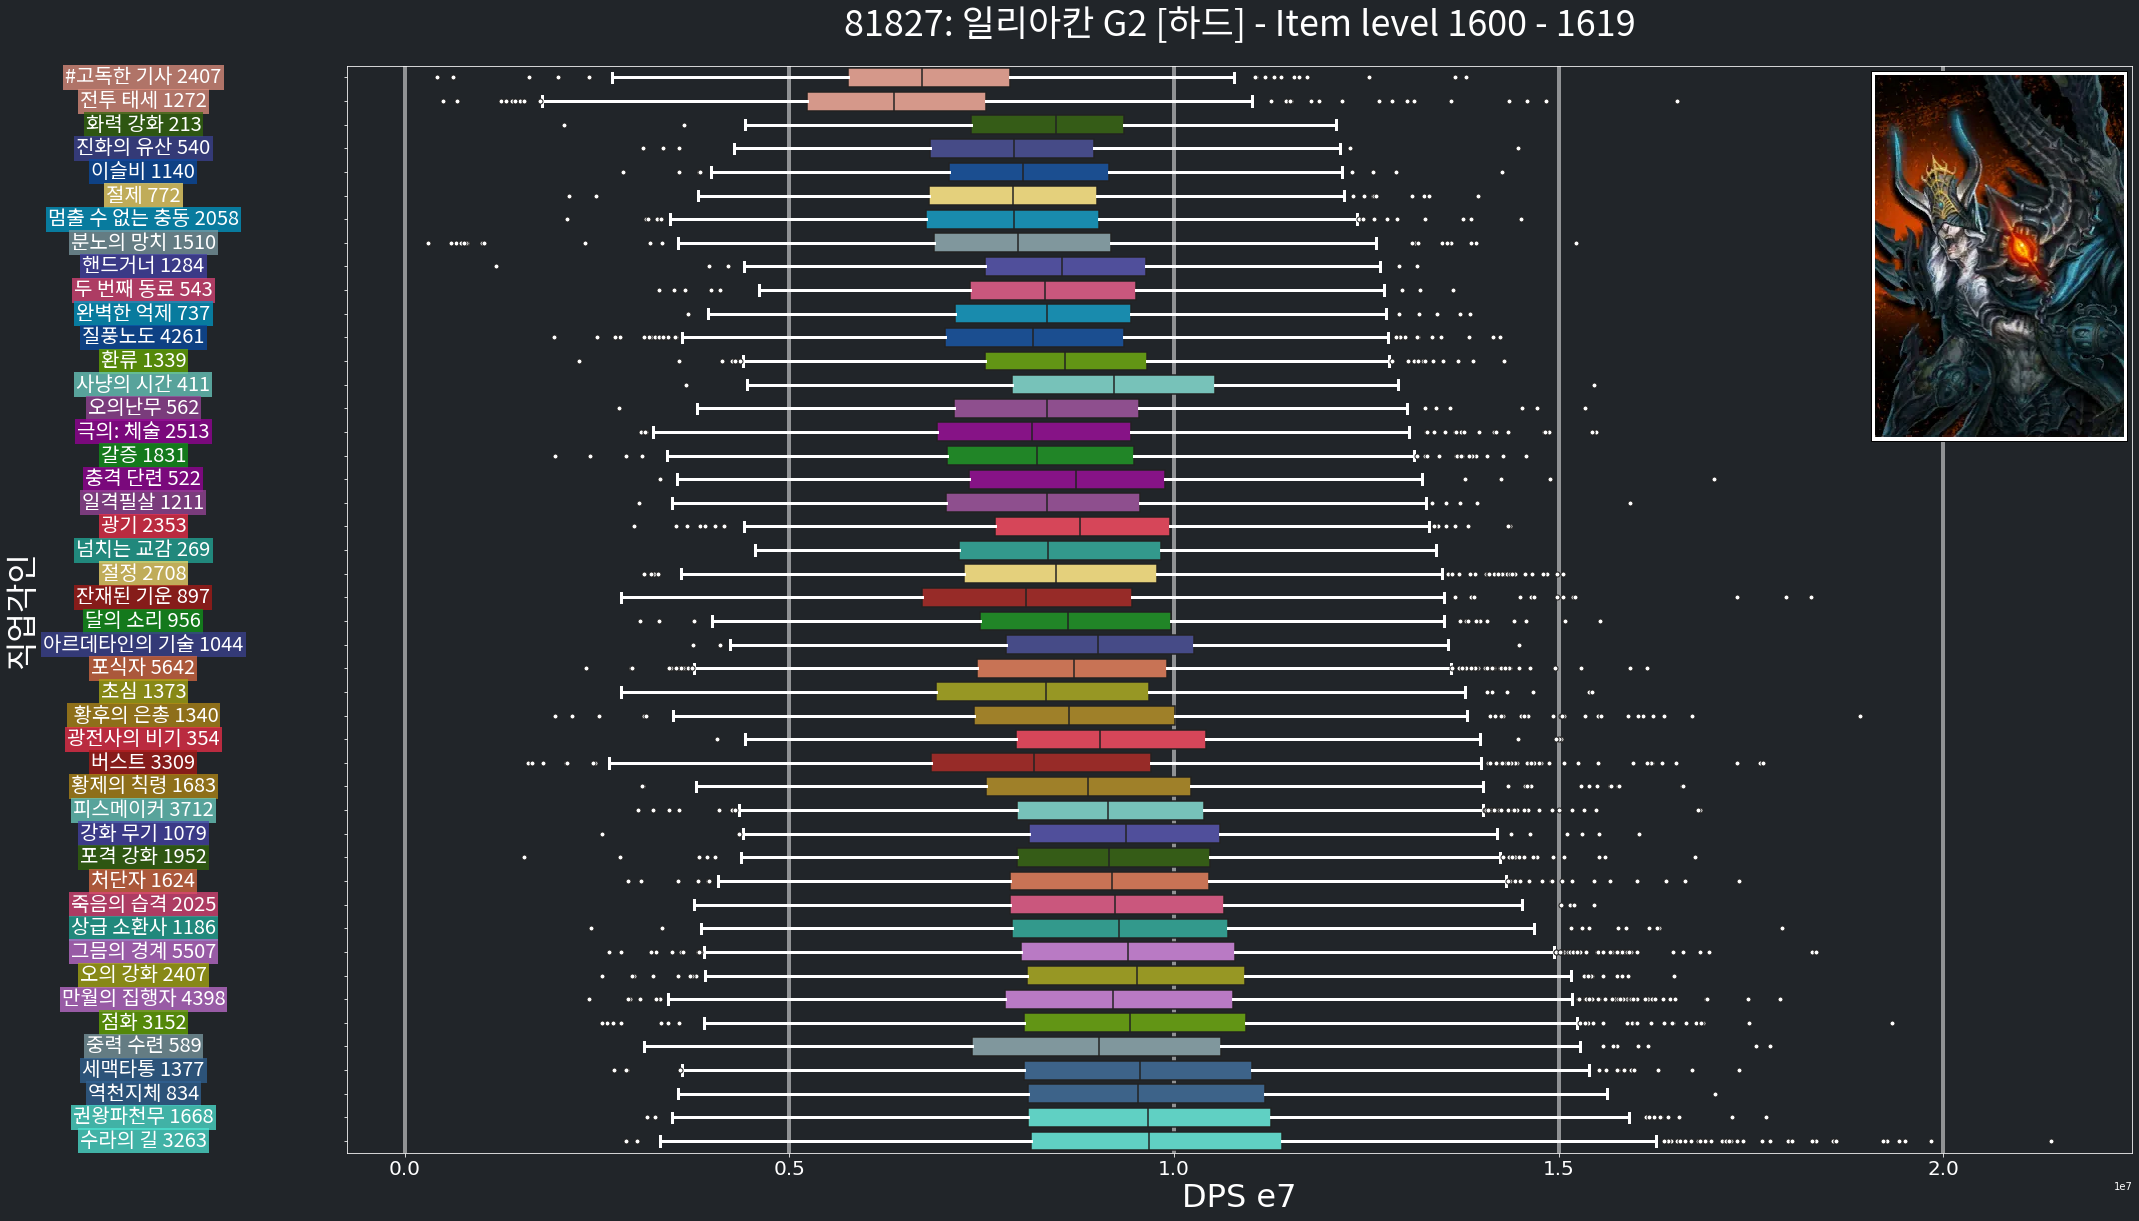 81827: 일리아칸 G2 [하드] - Item level 1600 - 1619
#고독한 기사 2407
전투 태세 1272
화력 강화 213
진화의 유산 540
이슬비 1140
절제 772
멈출 수 없는 충동 2058
분노의 망치 1510
핸드거너 1284
두 번째 동료 543
완벽한 억제 737
질풍노도 4261
환류 1339
사냥의 시간 411
오의난무 562
극의: 체술 2513
갈증 1831
충격 단련 522
일격필살 1211
광기 2353
넘치는 교감 269
절정 2708
잔재된 기운 897
달의 소리 956
아르데타인의 기술 1044
포식자 5642
초심 1373
황후의 은총 1340
광전사의 비기 354
버스트 3309
황제의 칙령 1683
피스메이커 3712
강화 무기 1079
포격 강화 1952
처단자 1624
죽음의 습격 2025
상급 소환사 1186
그믐의 경계 5507
오의 강화 2407
만월의 집행자 4398
점화 3152
중력 수련 589
세맥타통 1377
역천지체 834
권왕파천무 1668
수라의 길 3263
직업각인
0.0 0.5 1.0 1.5 2.0
DPS e7
1e7